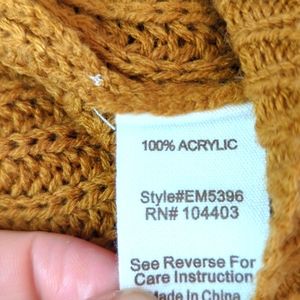 100% ACRYLIC
Style#EM5396
RN# 104403
See Reverse For
Care Instruction
Made In China